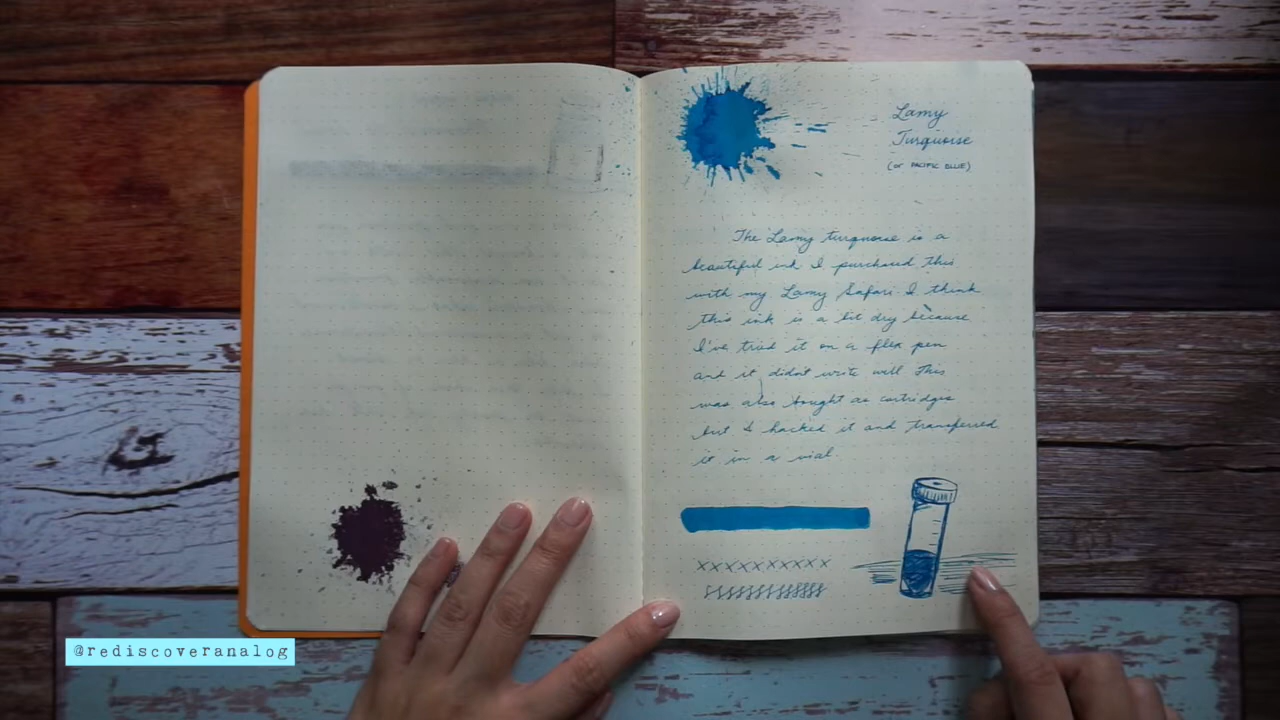 Lamy
Turquoise
(or PACIFIC BLUE)
The Lamy turquoise is a
beautiful ink I purchased this
with my Lamy Safari. I think
this ink is a bit dry because
I've tried it on a flex pen
and it didn't write well. This
was also bought as cartridges
but I hacked it and transferred
it in a vial.
xxxxxxxxxx
@rediscoveranalog